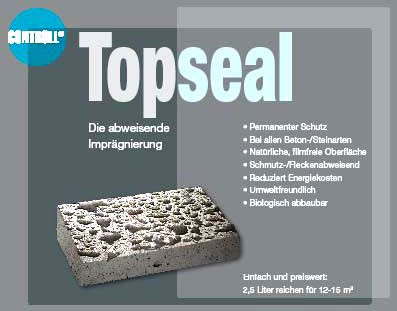 CONTROLL®
Topseal
Die abweisende
Imprägnierung
• Permanenter Schutz
• Bei allen Beton-/Steinarten
• Natürliche, filmfreie Oberfläche
• Schmutz-/Fleckenabweisend
• Reduziert Energiekosten
• Umweltfreundlich
• Biologisch abbaubar
Einfach und preiswert:
2,5 Liter reichen für 12-15 m²